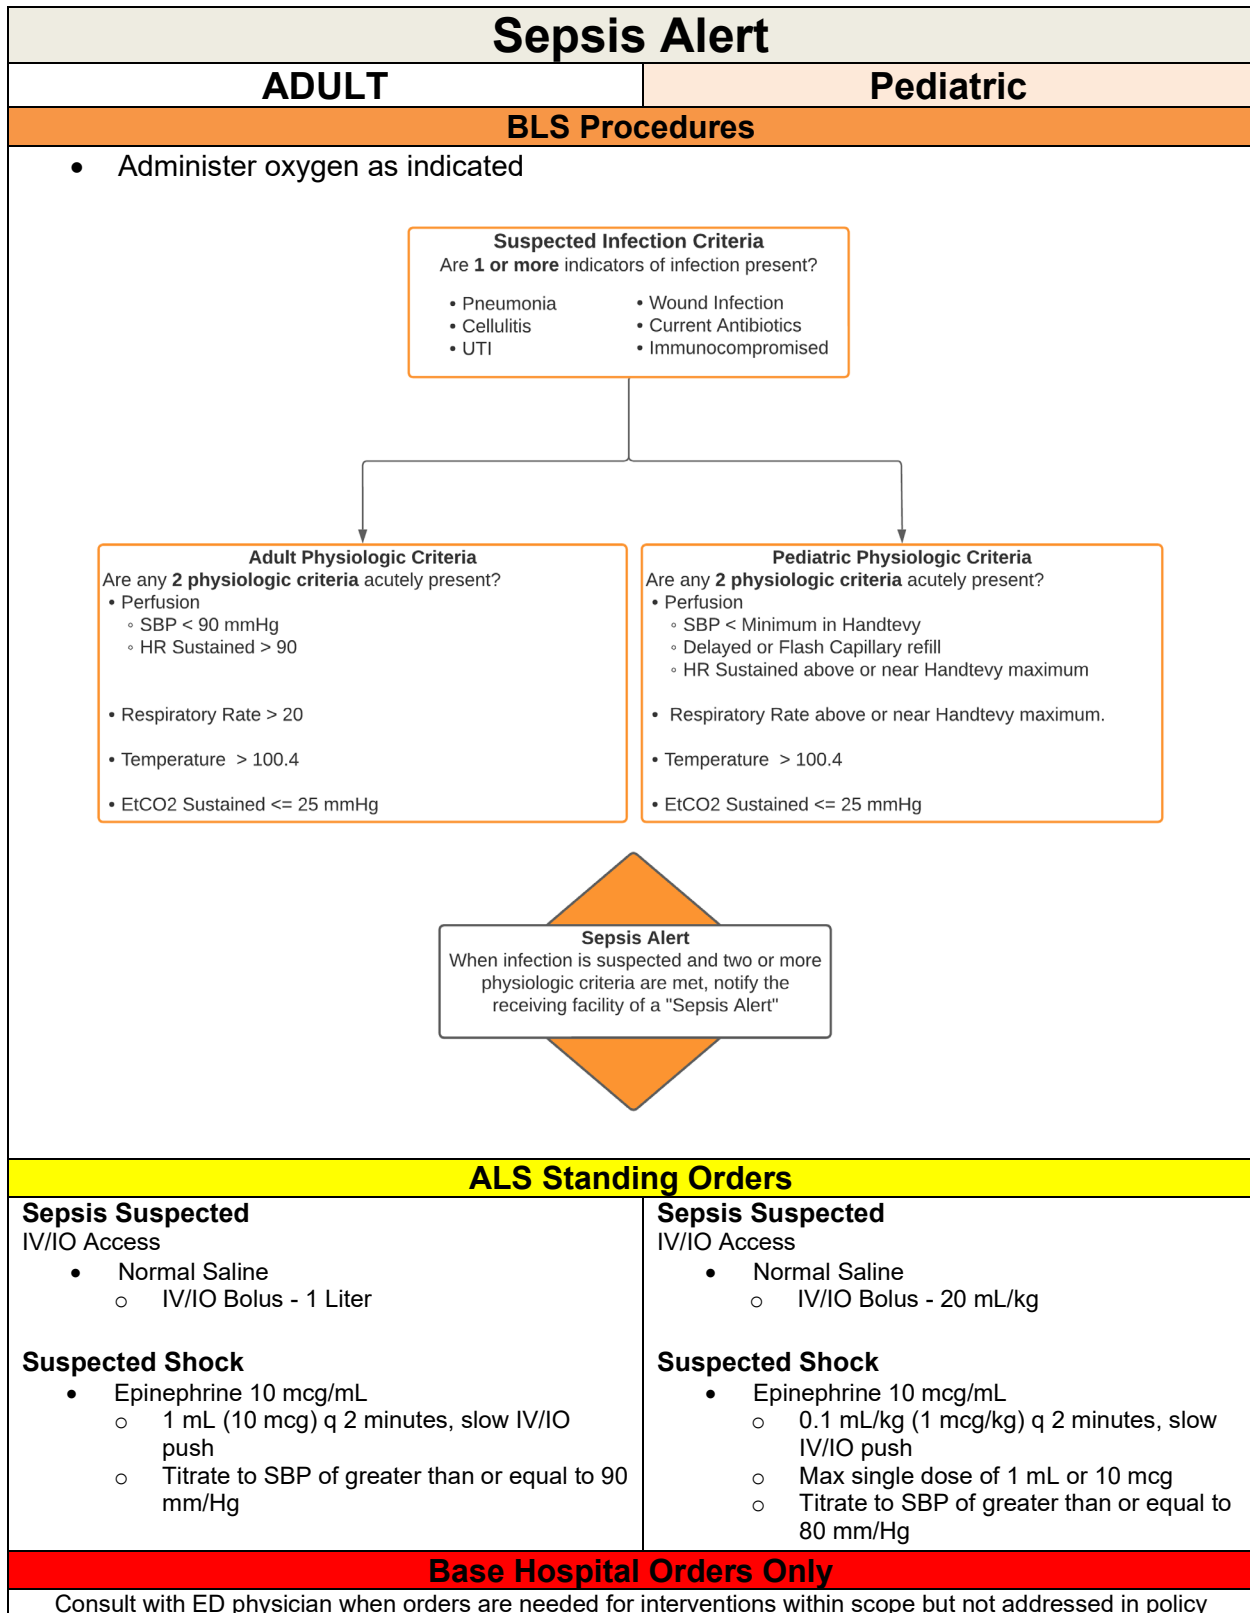 Sepsis Alert
ADULT
Pediatric
BLS Procedures
• Administer oxygen as indicated
Suspected Infection Criteria
Are 1 or more indicators of infection present?
• Pneumonia
• Cellulitis
• UTI
• Wound Infection
• Current Antibiotics
• Immunocompromised
Adult Physiologic Criteria
Are any 2 physiologic criteria acutely present?
• Perfusion
◦ SBP < 90 mmHg
◦ HR Sustained > 90
• Respiratory Rate > 20
• Temperature > 100.4
• EtCO2 Sustained <= 25 mmHg
Pediatric Physiologic Criteria
Are any 2 physiologic criteria acutely present?
• Perfusion
◦ SBP < Minimum in Handtevy
◦ Delayed or Flash Capillary refill
◦ HR Sustained above or near Handtevy maximum
• Respiratory Rate above or near Handtevy maximum.
• Temperature > 100.4
• EtCO2 Sustained <= 25 mmHg
Sepsis Alert
When infection is suspected and two or more
physiologic criteria are met, notify the
receiving facility of a "Sepsis Alert"
ALS Standing Orders
Sepsis Suspected
IV/IO Access
• Normal Saline
o IV/IO Bolus - 1 Liter
Suspected Shock
• Epinephrine 10 mcg/mL
o 1 mL (10 mcg) q 2 minutes, slow IV/IO
push
o Titrate to SBP of greater than or equal to 90
mm/Hg
Sepsis Suspected
IV/IO Access
• Normal Saline
o IV/IO Bolus - 20 mL/kg
Suspected Shock
• Epinephrine 10 mcg/mL
o 0.1 mL/kg (1 mcg/kg) q 2 minutes, slow
IV/IO push
o Max single dose of 1 mL or 10 mcg
o Titrate to SBP of greater than or equal to
80 mm/Hg
Base Hospital Orders Only
Consult with ED physician when orders are needed for interventions within scope but not addressed in policy